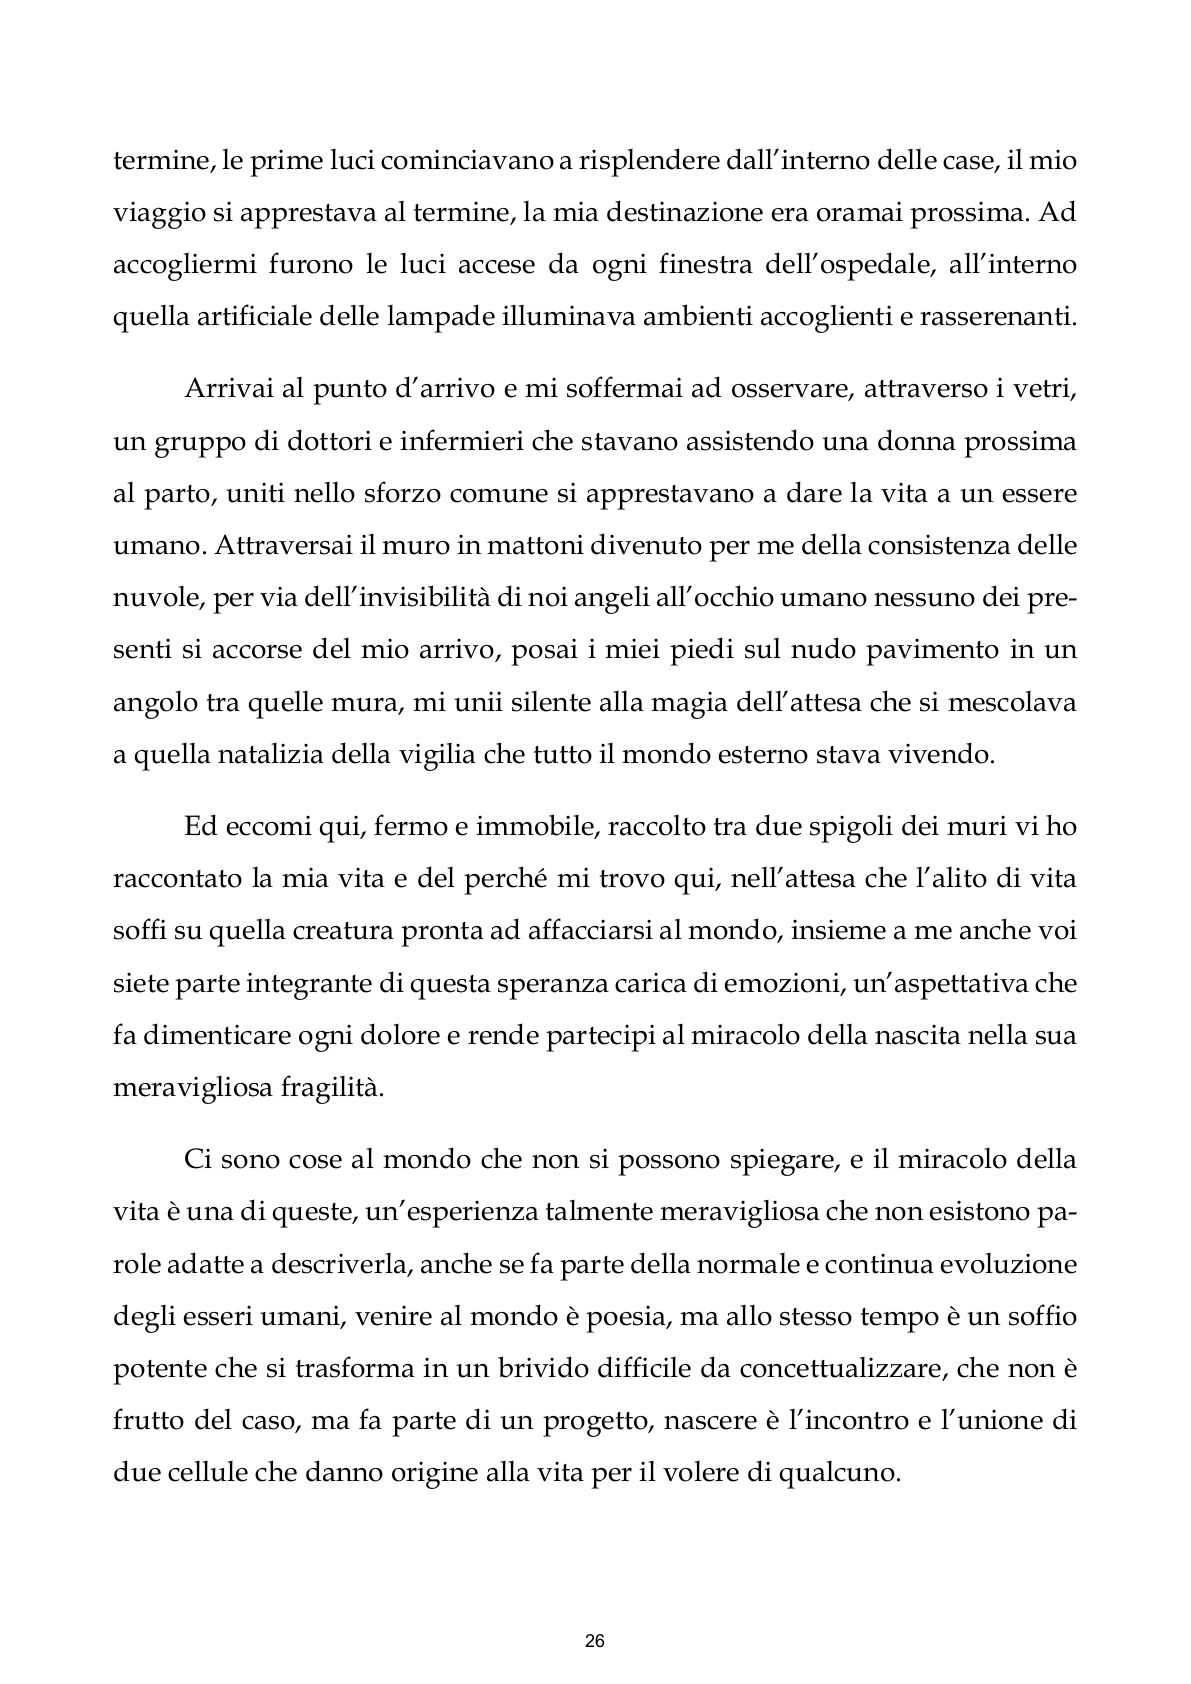 termine, le prime luci cominciavano a risplendere dall’interno delle case, il mio
viaggio si apprestava al termine, la mia destinazione era oramai prossima. Ad
accogliermi furono le luci accese da ogni finestra dell’ospedale, all’interno
quella artificiale delle lampade illuminava ambienti accoglienti e rasserenanti.
Arrivai al punto d’arrivo e mi soffermai ad osservare, attraverso i vetri,
un gruppo di dottori e infermieri che stavano assistendo una donna prossima
al parto, uniti nello sforzo comune si apprestavano a dare la vita a un essere
umano. Attraversai il muro in mattoni divenuto per me della consistenza delle
nuvole, per via dell’invisibilità di noi angeli all’occhio umano nessuno dei pre-
senti si accorse del mio arrivo, posai i miei piedi sul nudo pavimento in un
angolo tra quelle mura, mi unii silente alla magia dell’attesa che si mescolava
a quella natalizia della vigilia che tutto il mondo esterno stava vivendo.
Ed eccomi qui, fermo e immobile, raccolto tra due spigoli dei muri vi ho
raccontato la mia vita e del perché mi trovo qui, nell’attesa che l’alito di vita
soffi su quella creatura pronta ad affacciarsi al mondo, insieme a me anche voi
siete parte integrante di questa speranza carica di emozioni, un’aspettativa che
fa dimenticare ogni dolore e rende partecipi al miracolo della nascita nella sua
meravigliosa fragilità.
Ci sono cose al mondo che non si possono spiegare, e il miracolo della
vita è una di queste, un’esperienza talmente meravigliosa che non esistono pa-
role adatte a descriverla, anche se fa parte della normale e continua evoluzione
degli esseri umani, venire al mondo è poesia, ma allo stesso tempo è un soffio
potente che si trasforma in un brivido difficile da concettualizzare, che non è
frutto del caso, ma fa parte di un progetto, nascere è l’incontro e l’unione di
due cellule che danno origine alla vita per il volere di qualcuno.
26